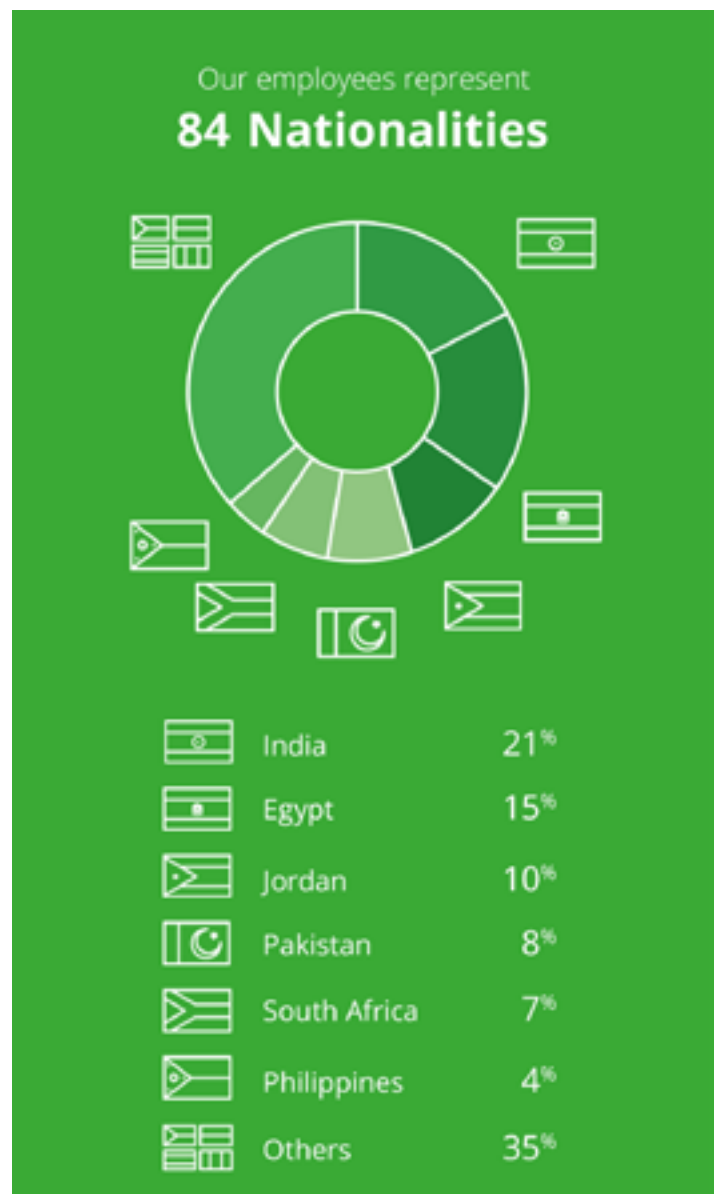 Our employees represent
84 Nationalities
India 21%
Egypt 15%
Jordan 10%
Pakistan 8%
South Africa 7%
Philippines 4%
Others 35%